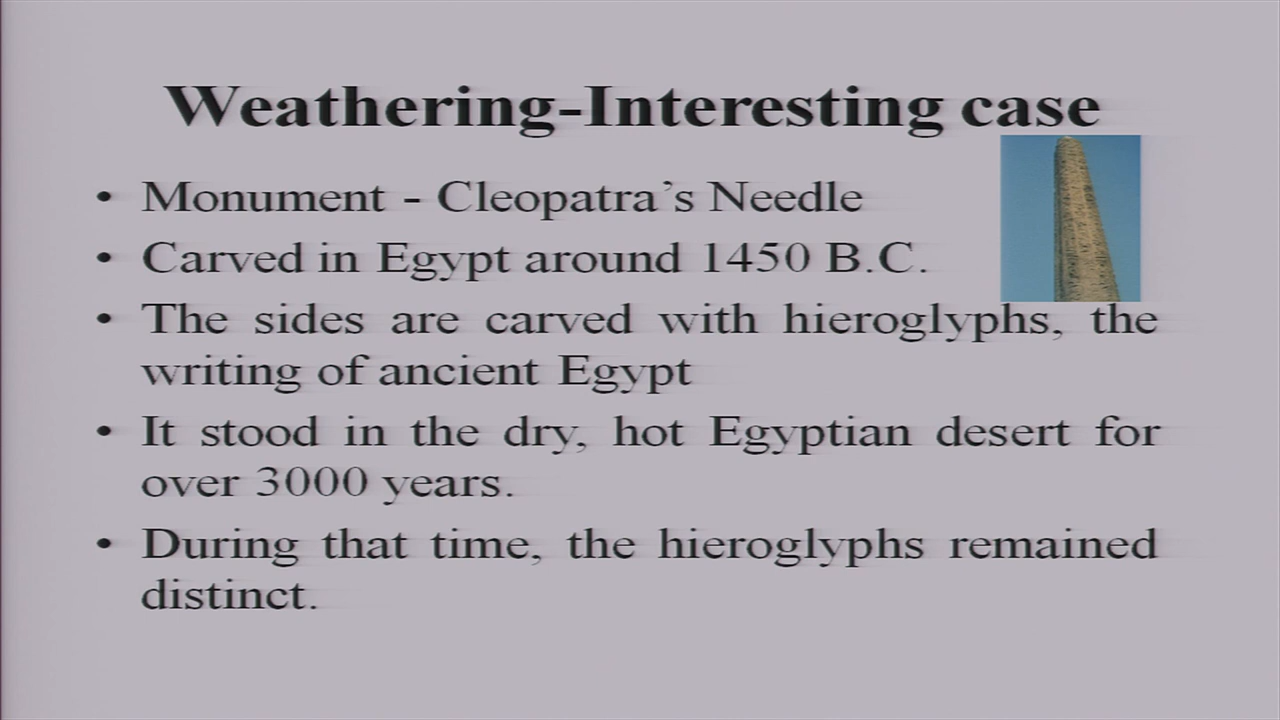 Weathering-Interesting case
• Monument - Cleopatra's Needle
• Carved in Egypt around 1450 B.C.
• The sides are carved with hieroglyphs, the
writing of ancient Egypt
• It stood in the dry, hot Egyptian desert for
over 3000 years.
• During that time, the hieroglyphs remained
distinct.